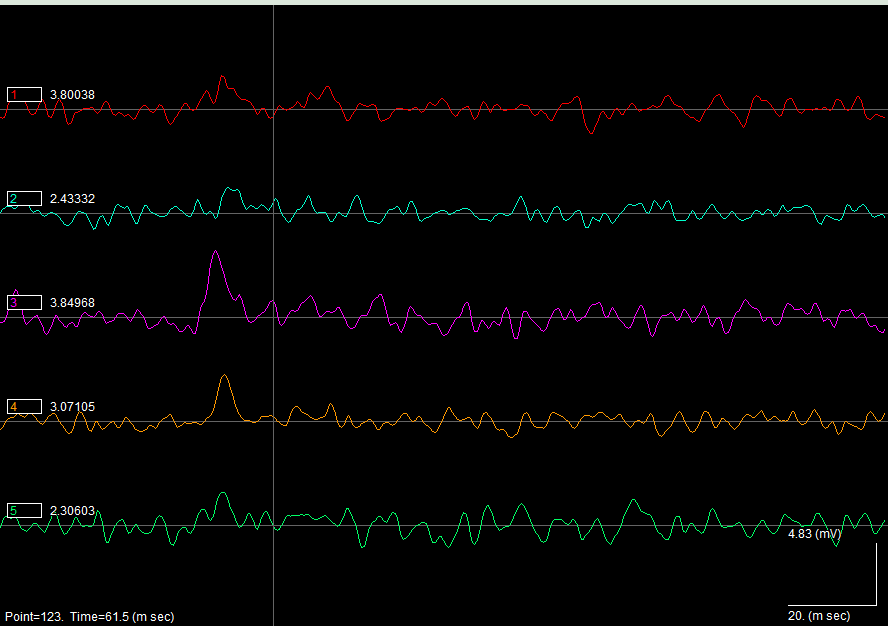 1 3.80038
2 2.43332
3 3.84968
4 3.07105
5 2.30603
4.83 (mV)
Point=123. Time=61.5 (m sec)
20. (m sec)